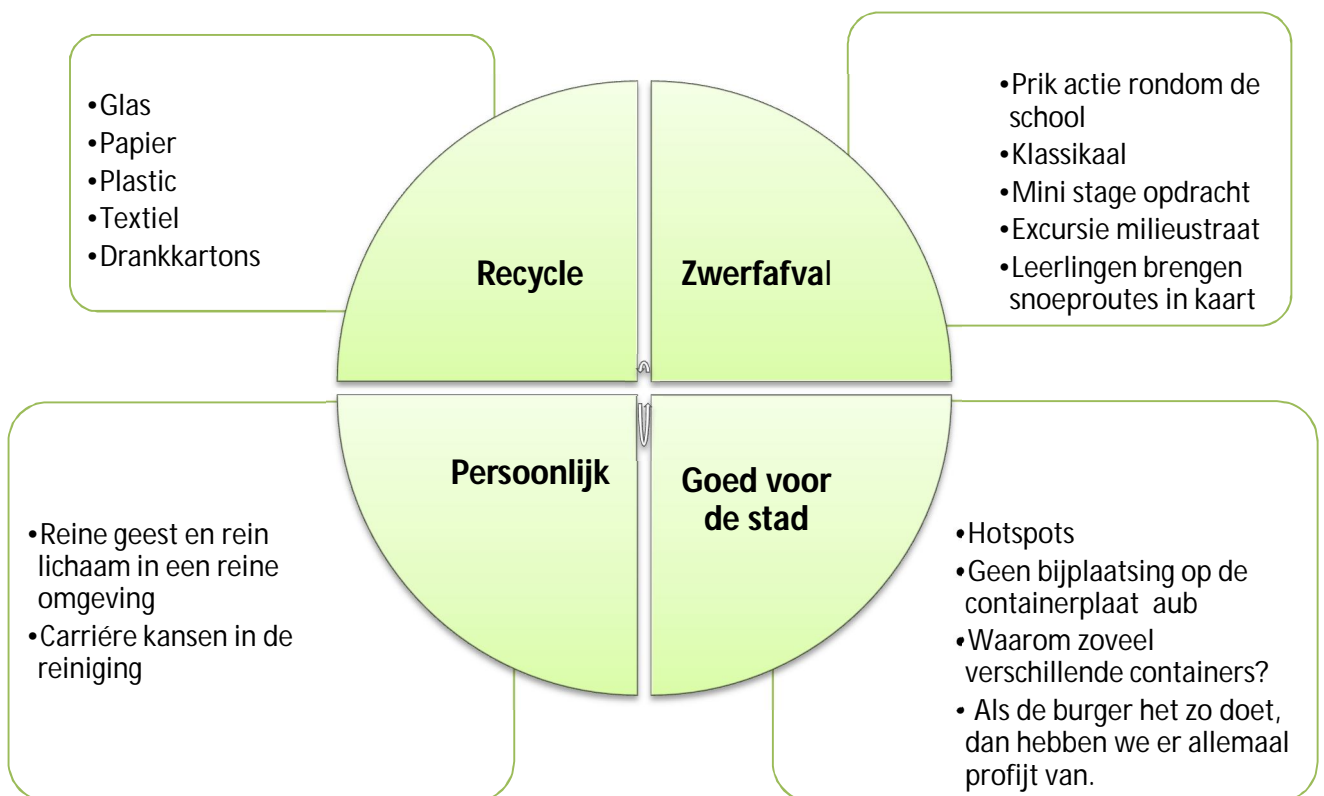 •Glas
•Papier
•Plastic
•Textiel
•Drankkartons
Recycle
Zwerfafval
•Prik actie rondom de
school
•Klassikaal
•Mini stage opdracht
•Excursie milieustraat
•Leerlingen brengen
snoeproutes in kaart
Persoonlijk
•Reine geest en rein
lichaam in een reine
omgeving
•Carriére kansen in de
reiniging
Goed voor
de stad
•Hotspots
•Geen bijplaatsing op de
containerplaat aub
•Waarom zoveel
verschillende containers?
• Als de burger het zo doet,
dan hebben we er allemaal
profijt van.